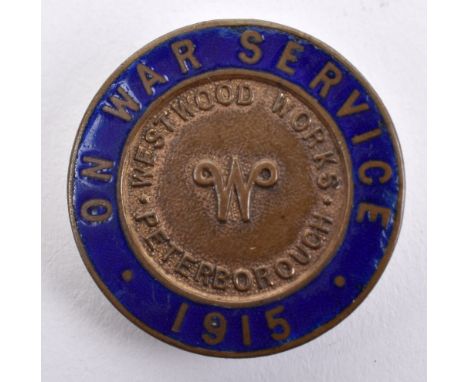 ON WAR SERVICE
1915
WESTWOOD WORKS
PETERBOROUGH
W